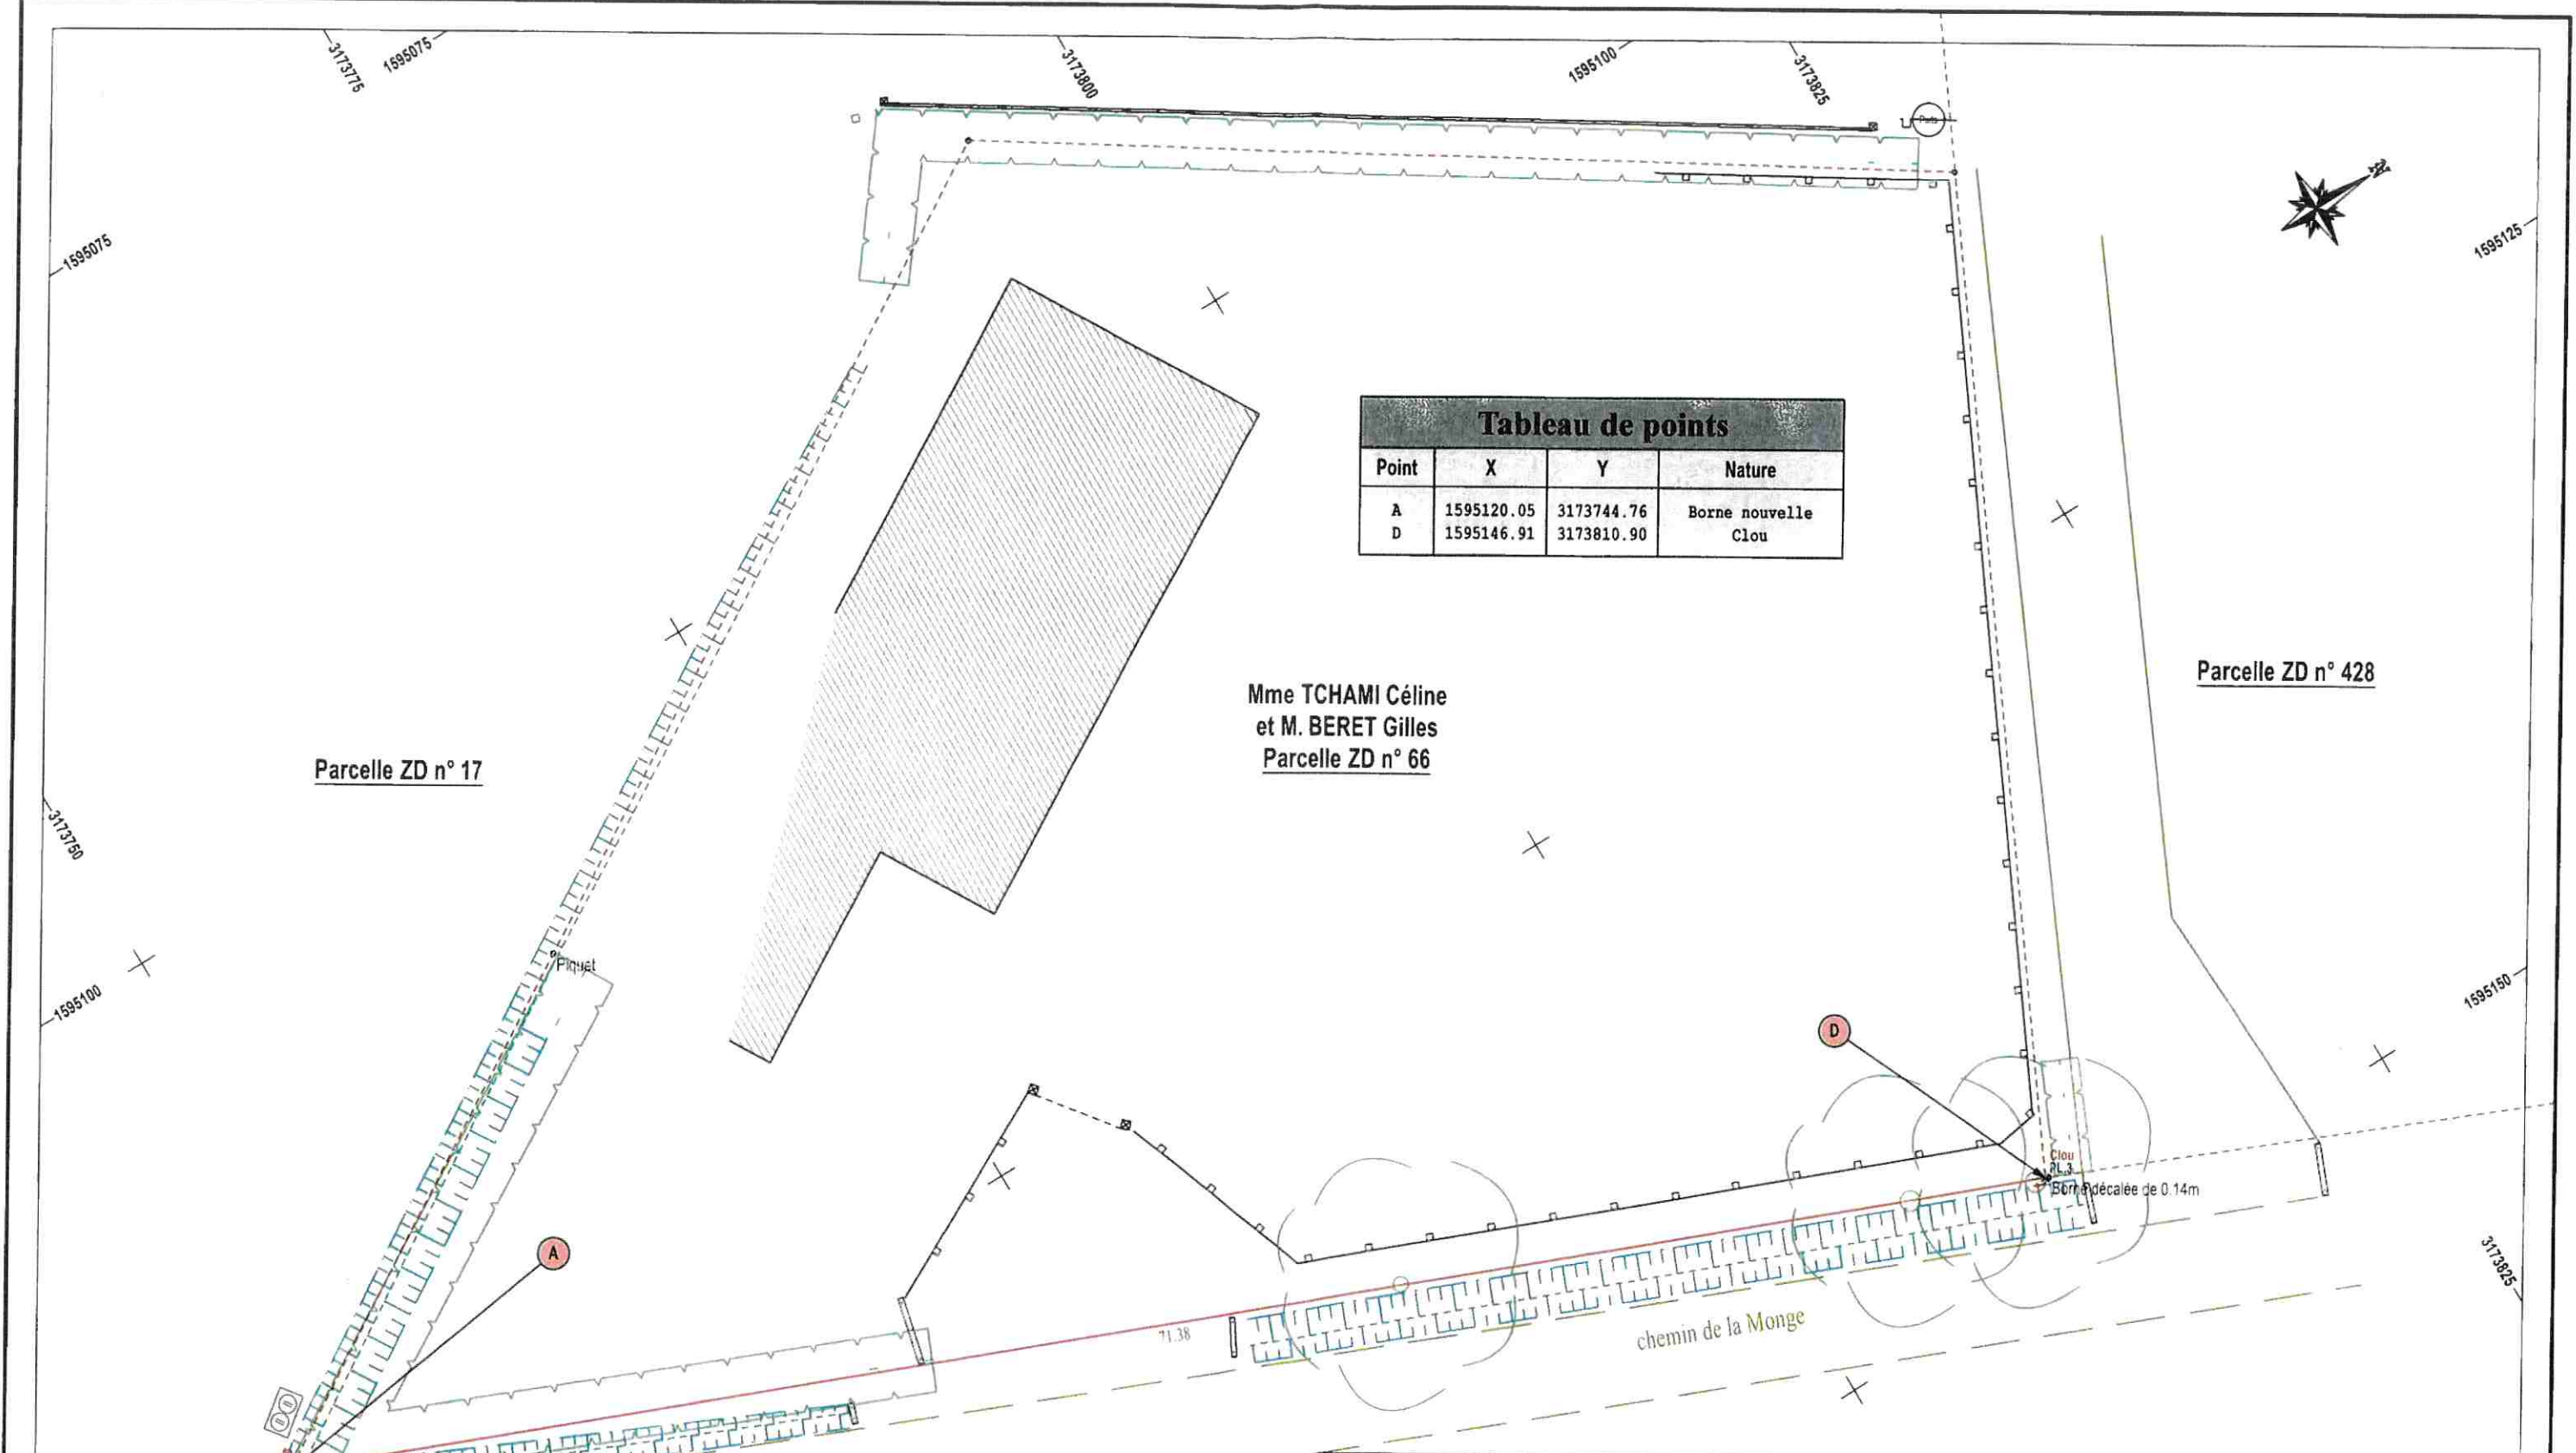 3173775
1595075
3173800
1595100
3173825
Puits
N
1595075
1595125
Tableau de points
Point X Y Nature
A 1595120.05 3173744.76 Borne nouvelle
D 1595146.91 3173810.90 Clou
Mme TCHAMI Céline
et M. BERET Gilles
Parcelle ZD n° 66
Parcelle ZD n° 428
Parcelle ZD n° 17
3173750
Piquet
1595100
1595150
D
Clou
PL.3
Borne décalée de 0.14m
A
3173825
71.38
chemin de la Monge